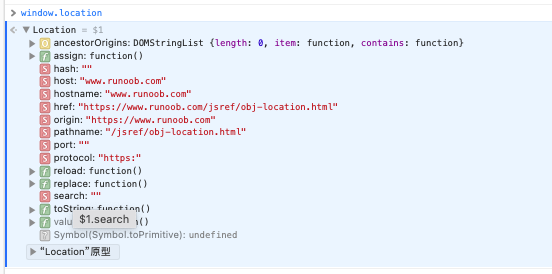 > window.location
Location = $1
O ancestorOrigins: DOMStringList {length: 0, item: function, contains: function}
f assign: function()
S hash: ""
S host: "www.runoob.com"
S hostname: "www.runoob.com"
S href: "https://www.runoob.com/jsref/obj-location.html"
S origin: "https://www.runoob.com"
S pathname: "/jsref/obj-location.html"
S port: ""
S protocol: "https:"
f reload: function()
f replace: function()
S search: ""
f toString: function()
$1.search
Symbol(Symbol.toPrimitive): undefined
"Location"原型